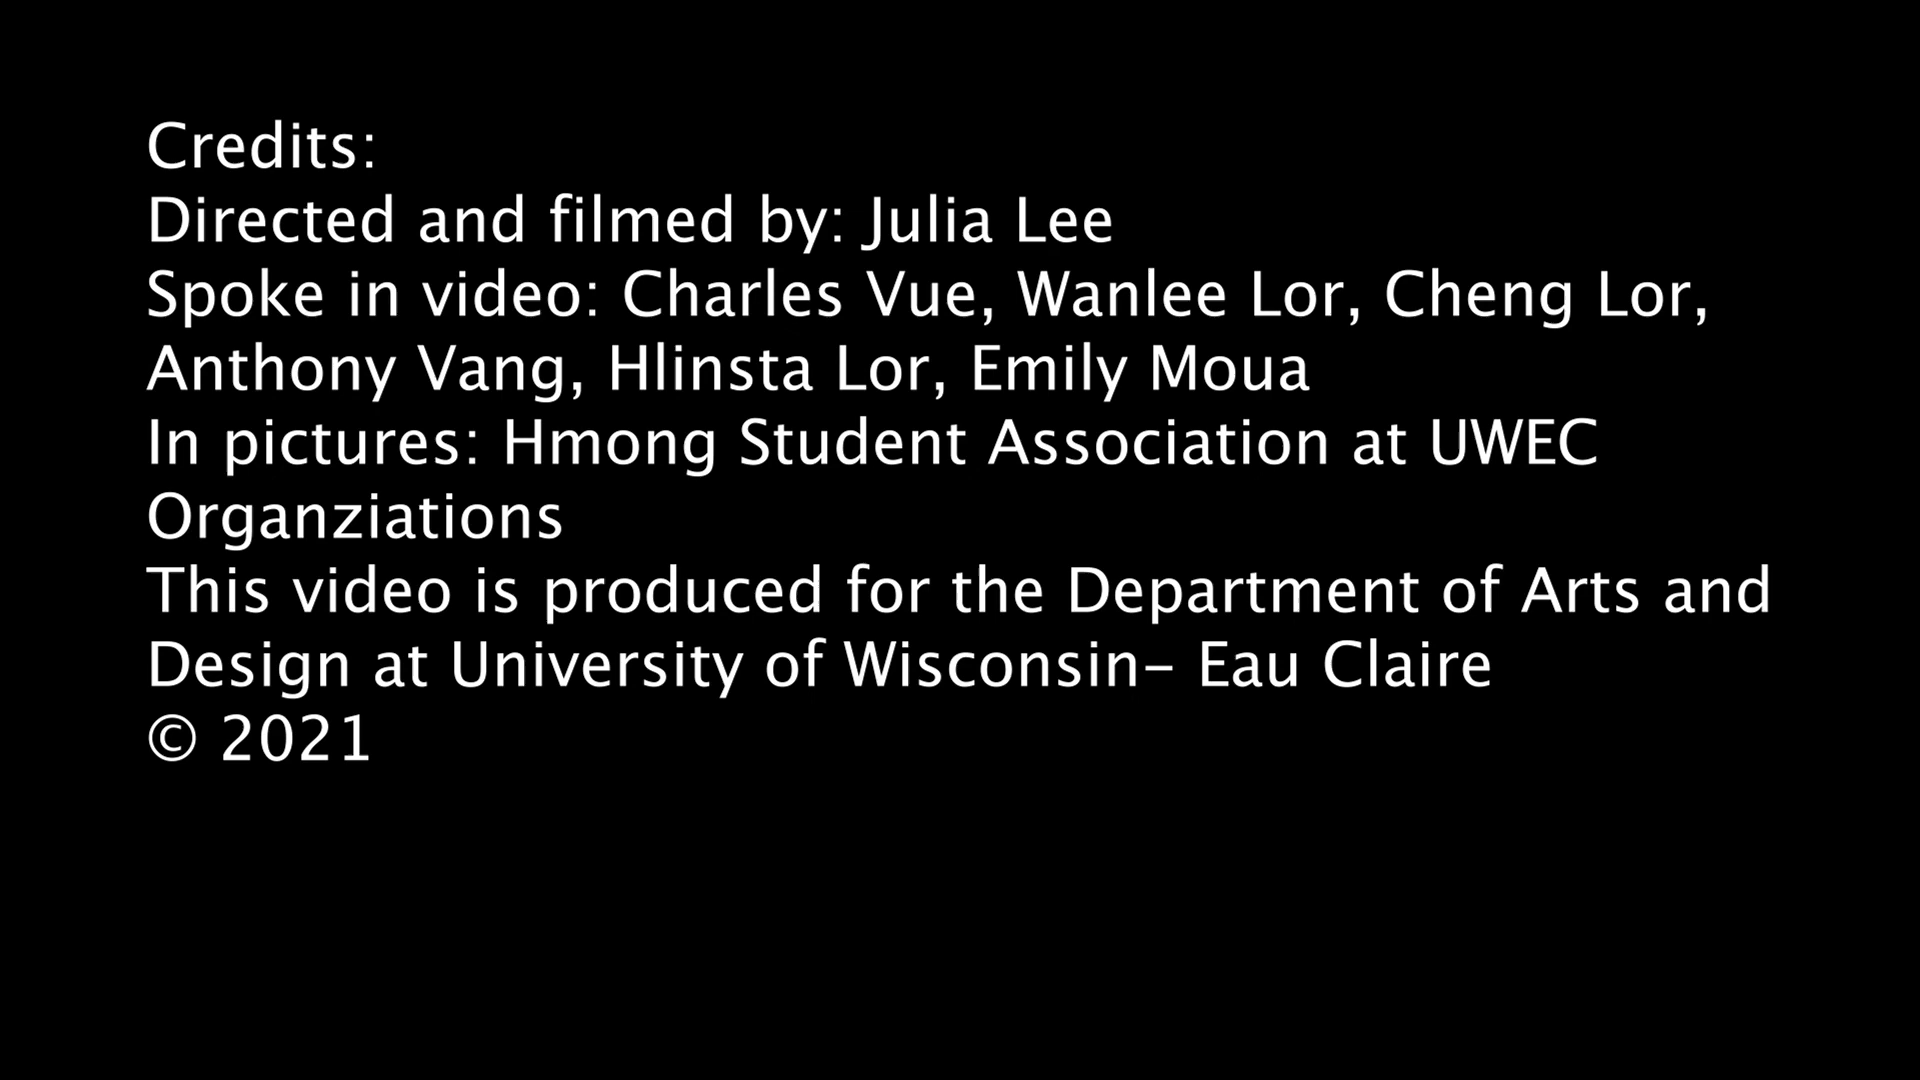 Credits:
Directed and filmed by: Julia Lee
Spoke in video: Charles Vue, Wanlee Lor, Cheng Lor,
Anthony Vang, Hlinsta Lor, Emily Moua
In pictures: Hmong Student Association at UWEC
Organziations
This video is produced for the Department of Arts and
Design at University of Wisconsin- Eau Claire
© 2021